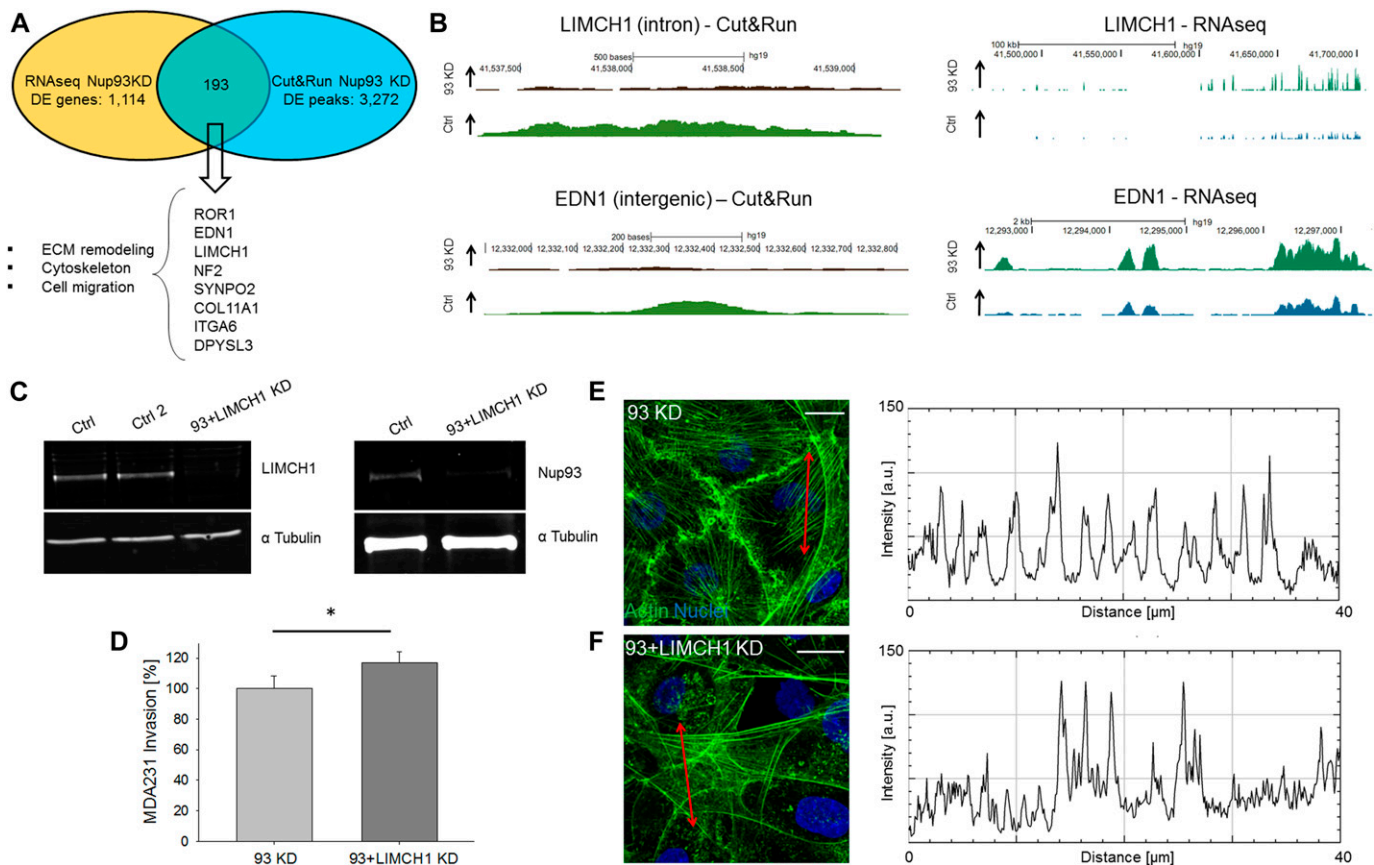 A
RNAseq Nup93KD
DE genes: 1,114
193
Cut&Run Nup93 KD
DE peaks: 3,272
▪ ECM remodeling
▪ Cytoskeleton
▪ Cell migration
ROR1
EDN1
LIMCH1
NF2
SYNPO2
COL11A1
ITGA6
DPYSL3
B
LIMCH1 (intron) - Cut&Run
500 bases hg19
41,537,500 41,538,000 41,538,500 41,539,000
93 KD
Ctrl
LIMCH1 - RNAseq
100 kb hg19
41,500,000 41,550,000 41,600,000 41,650,000 41,700,000
93 KD
Ctrl
EDN1 (intergenic) – Cut&Run
200 bases hg19
12,332,000 12,332,100 12,332,200 12,332,300 12,332,400 12,332,500 12,332,600 12,332,700 12,332,800
93 KD
Ctrl
EDN1 - RNAseq
2 kb hg19
12,293,000 12,294,000 12,295,000 12,296,000 12,297,000
93 KD
Ctrl
C
Ctrl Ctrl 2 93+LIMCH1 KD
LIMCH1
α Tubulin
Ctrl 93+LIMCH1 KD
Nup93
α Tubulin
D
*
MDA231 Invasion [%]
120
100
80
60
40
20
0
93 KD 93+LIMCH1 KD
E
93 KD
Actin Nuclei
150
Intensity [a.u.]
0 Distance [µm] 40
F
93+LIMCH1 KD
150
Intensity [a.u.]
0 Distance [µm] 40